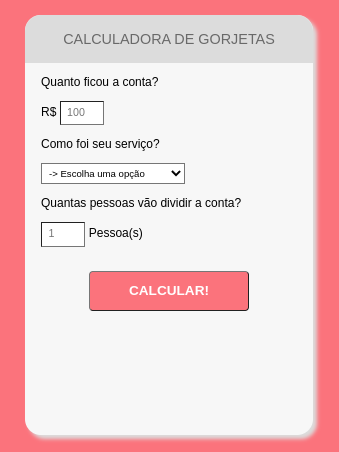 CALCULADORA DE GORJETAS
Quanto ficou a conta?
R$ 100
Como foi seu serviço?
-> Escolha uma opção
Quantas pessoas vão dividir a conta?
1 Pessoa(s)
CALCULAR!